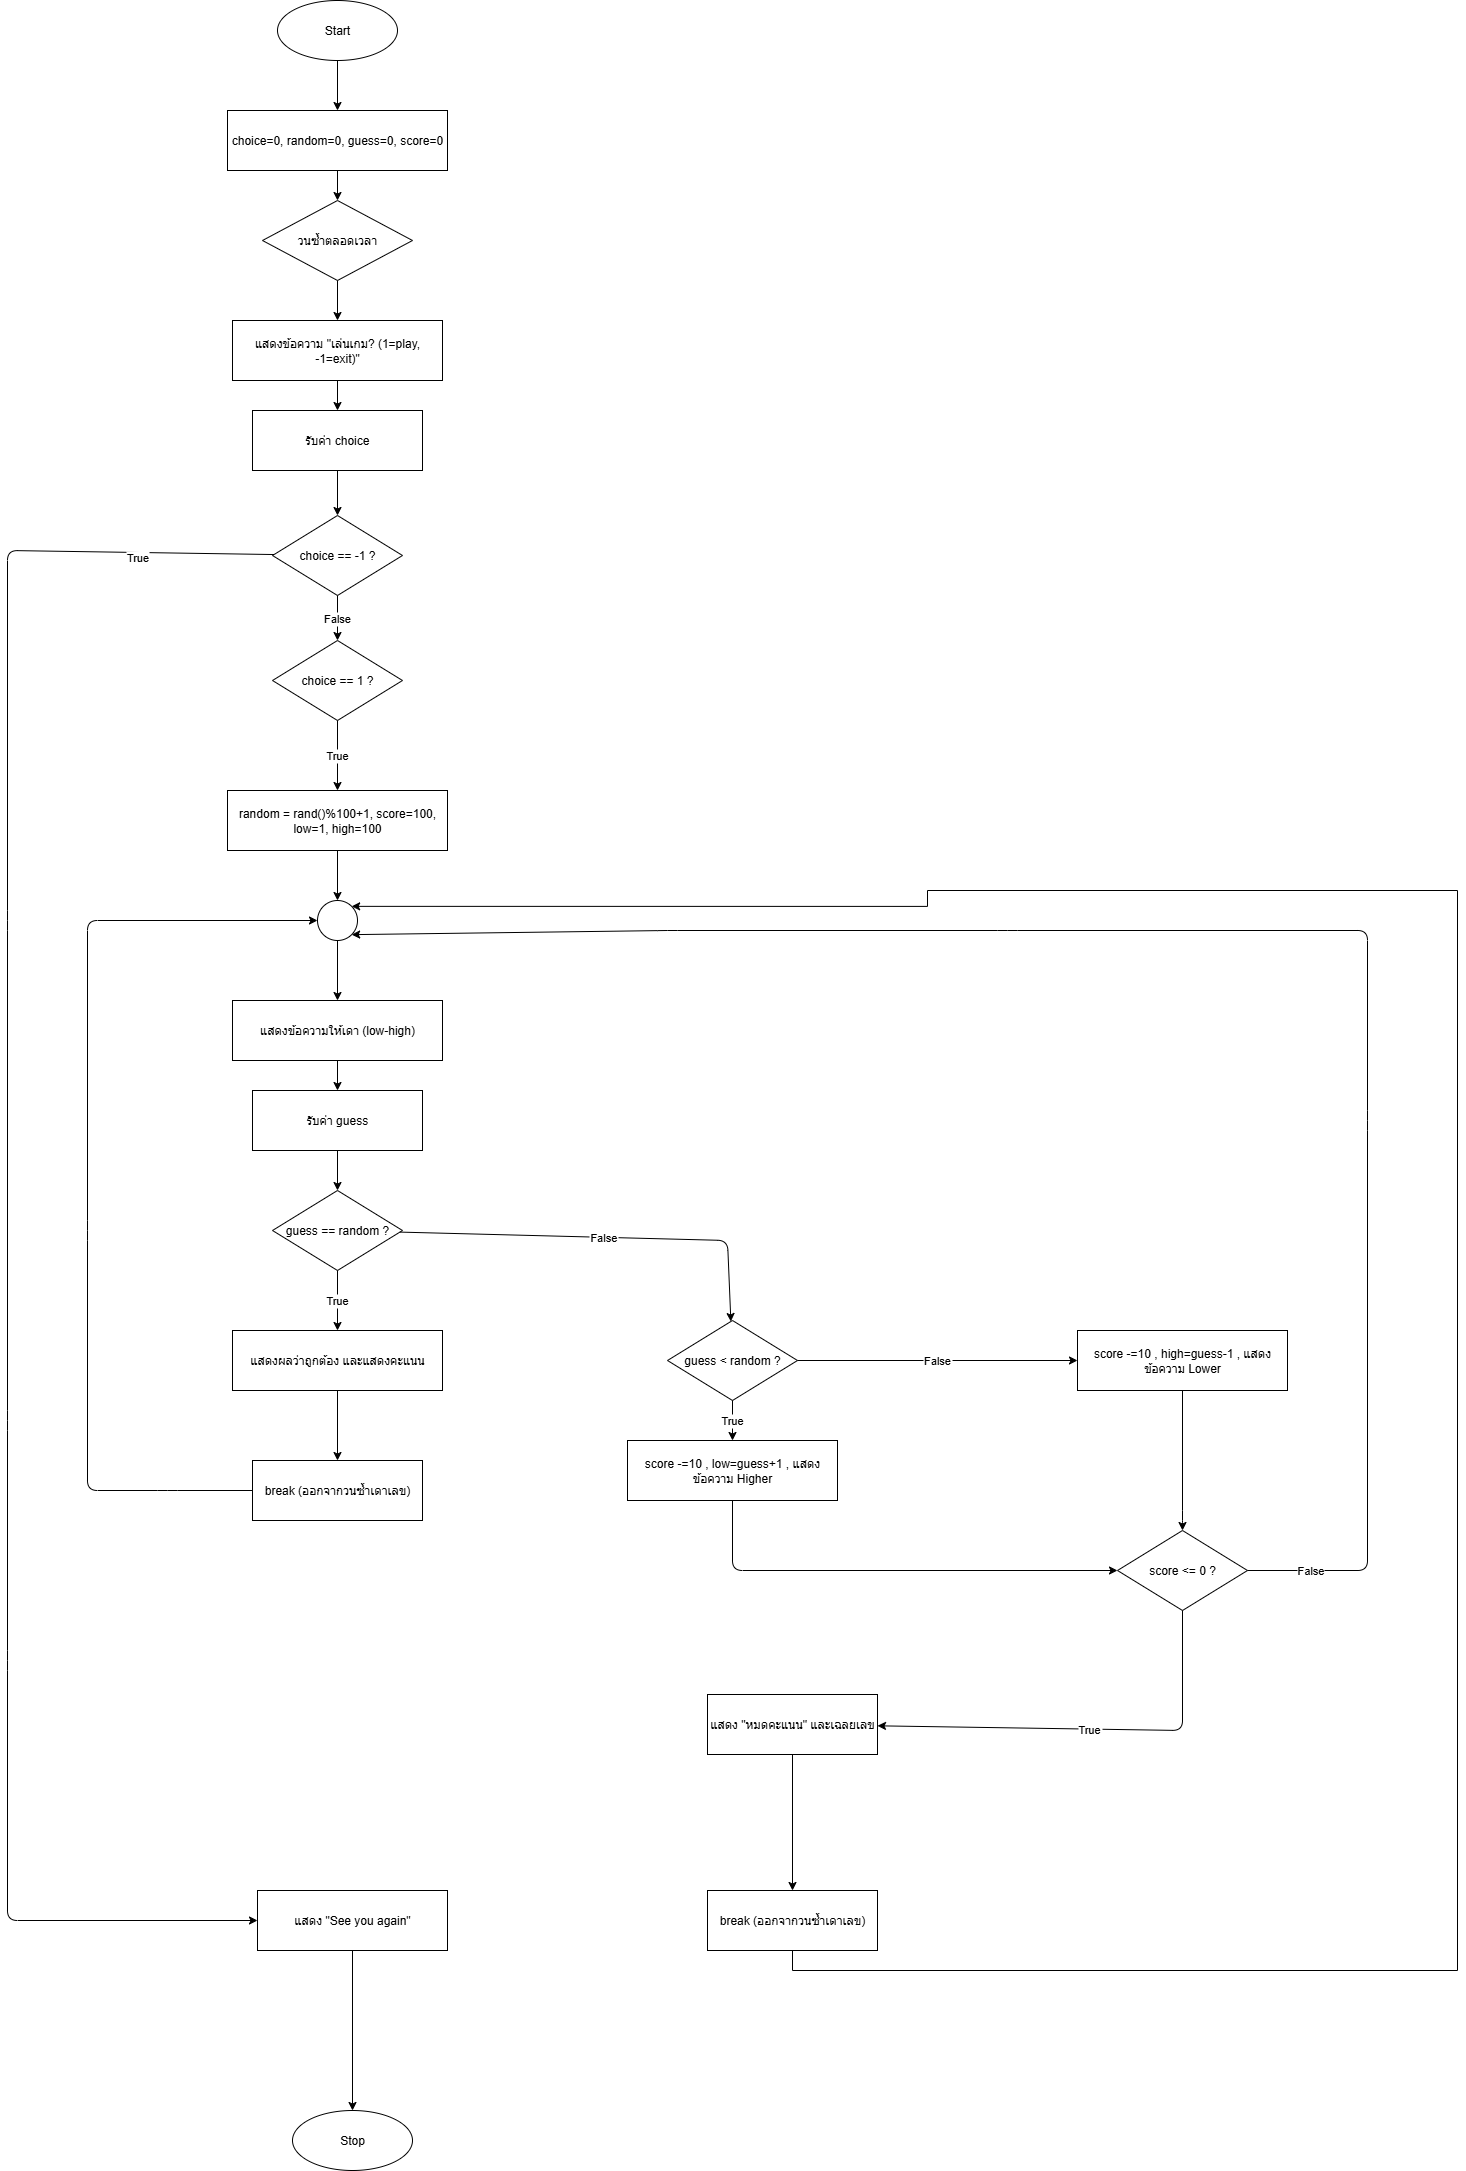 Start
choice=0, random=0, guess=0, score=0
วนซ้ำตลอดเวลา
แสดงข้อความ "เล่นเกม? (1=play,
-1=exit)"
รับค่า choice
choice == -1 ?
True
False
choice == 1 ?
True
random = rand()%100+1, score=100,
low=1, high=100
แสดงข้อความให้เดา (low-high)
รับค่า guess
guess == random ?
False
True
แสดงผลว่าถูกต้อง และแสดงคะแนน
break (ออกจากวนซ้ำเดาเลข)
guess < random ?
False
True
score -=10 , high=guess-1 , แสดง
ข้อความ Lower
score -=10 , low=guess+1 , แสดง
ข้อความ Higher
score <= 0 ?
False
True
แสดง "หมดคะแนน" และเฉลยเลข
break (ออกจากวนซ้ำเดาเลข)
แสดง "See you again"
Stop